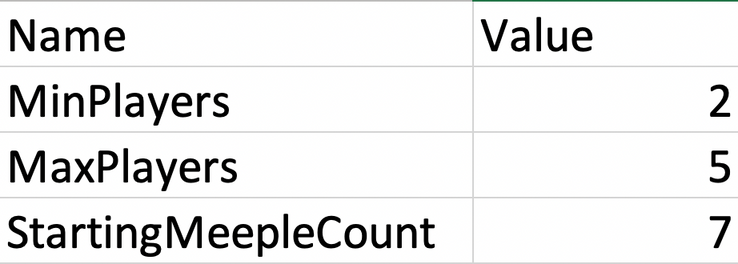 Name Value
MinPlayers 2
MaxPlayers 5
StartingMeepleCount 7